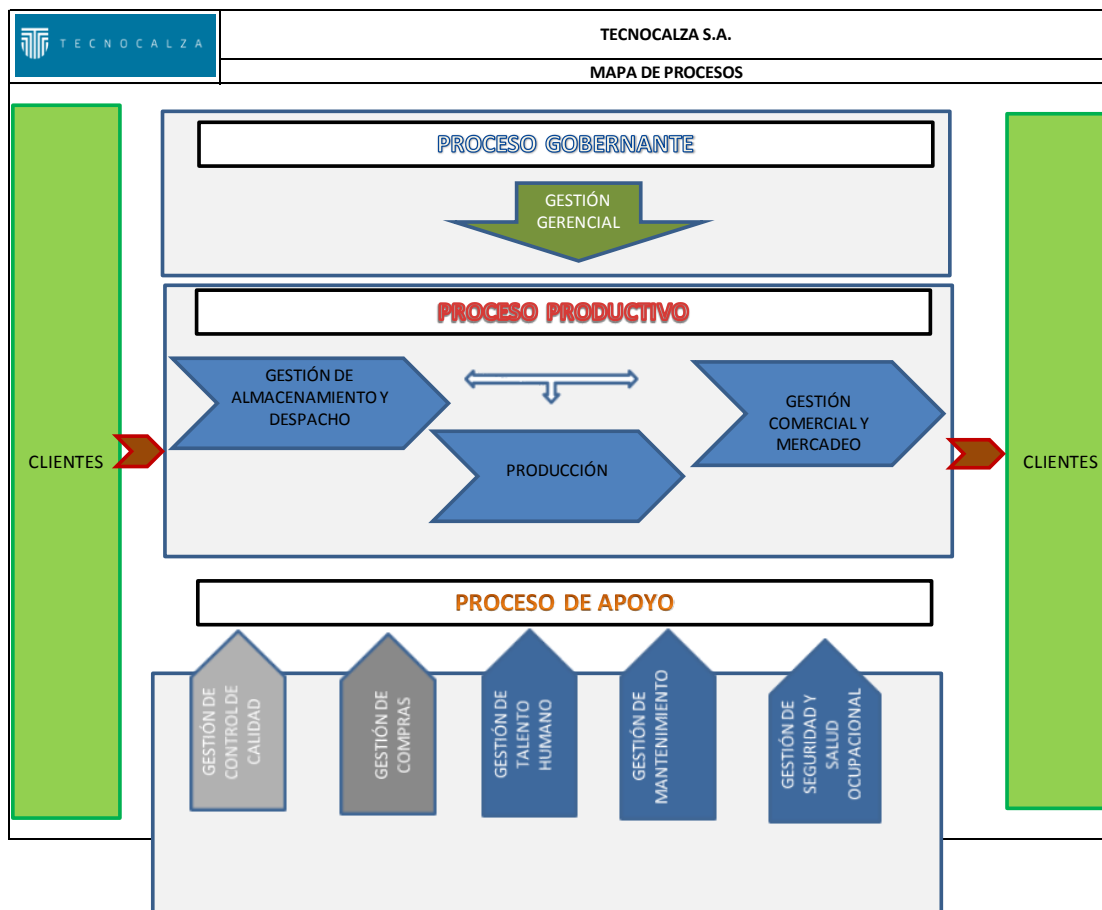 TECNOCALZA
TECNOCALZA S.A.
MAPA DE PROCESOS
PROCESO GOBERNANTE
GESTIÓN
GERENCIAL
PROCESO PRODUCTIVO
GESTIÓN DE
ALMACENAMIENTO Y
DESPACHO
PRODUCCIÓN
GESTIÓN
COMERCIAL Y
MERCADEO
CLIENTES
CLIENTES
PROCESO DE APOYO
GESTIÓN DE
CONTROL DE
CALIDAD
GESTIÓN DE
COMPRAS
GESTIÓN DE
TALENTO
HUMANO
GESTIÓN DE
MANTENIMIENTO
GESTIÓN DE
SEGURIDAD Y
SALUD
OCUPACIONAL